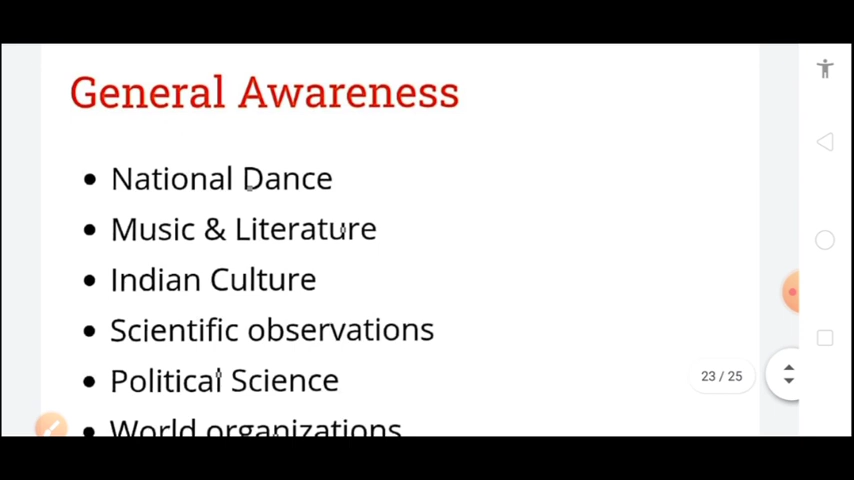 General Awareness
National Dance
Music & Literature
Indian Culture
Scientific observations
Political Science
World organizations
23 / 25